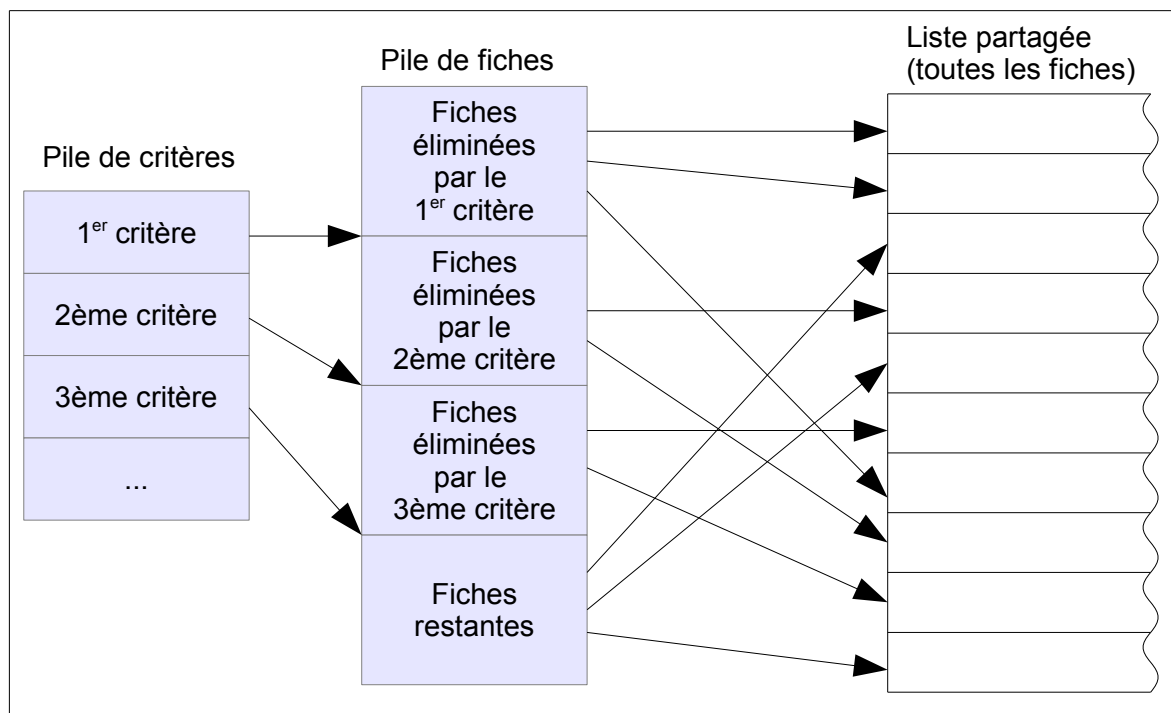 Pile de critères
1er critère
2ème critère
3ème critère
...
Pile de fiches
Fiches
éliminées
par le
1er critère
Fiches
éliminées
par le
2ème critère
Fiches
éliminées
par le
3ème critère
Fiches
restantes
Liste partagée
(toutes les fiches)